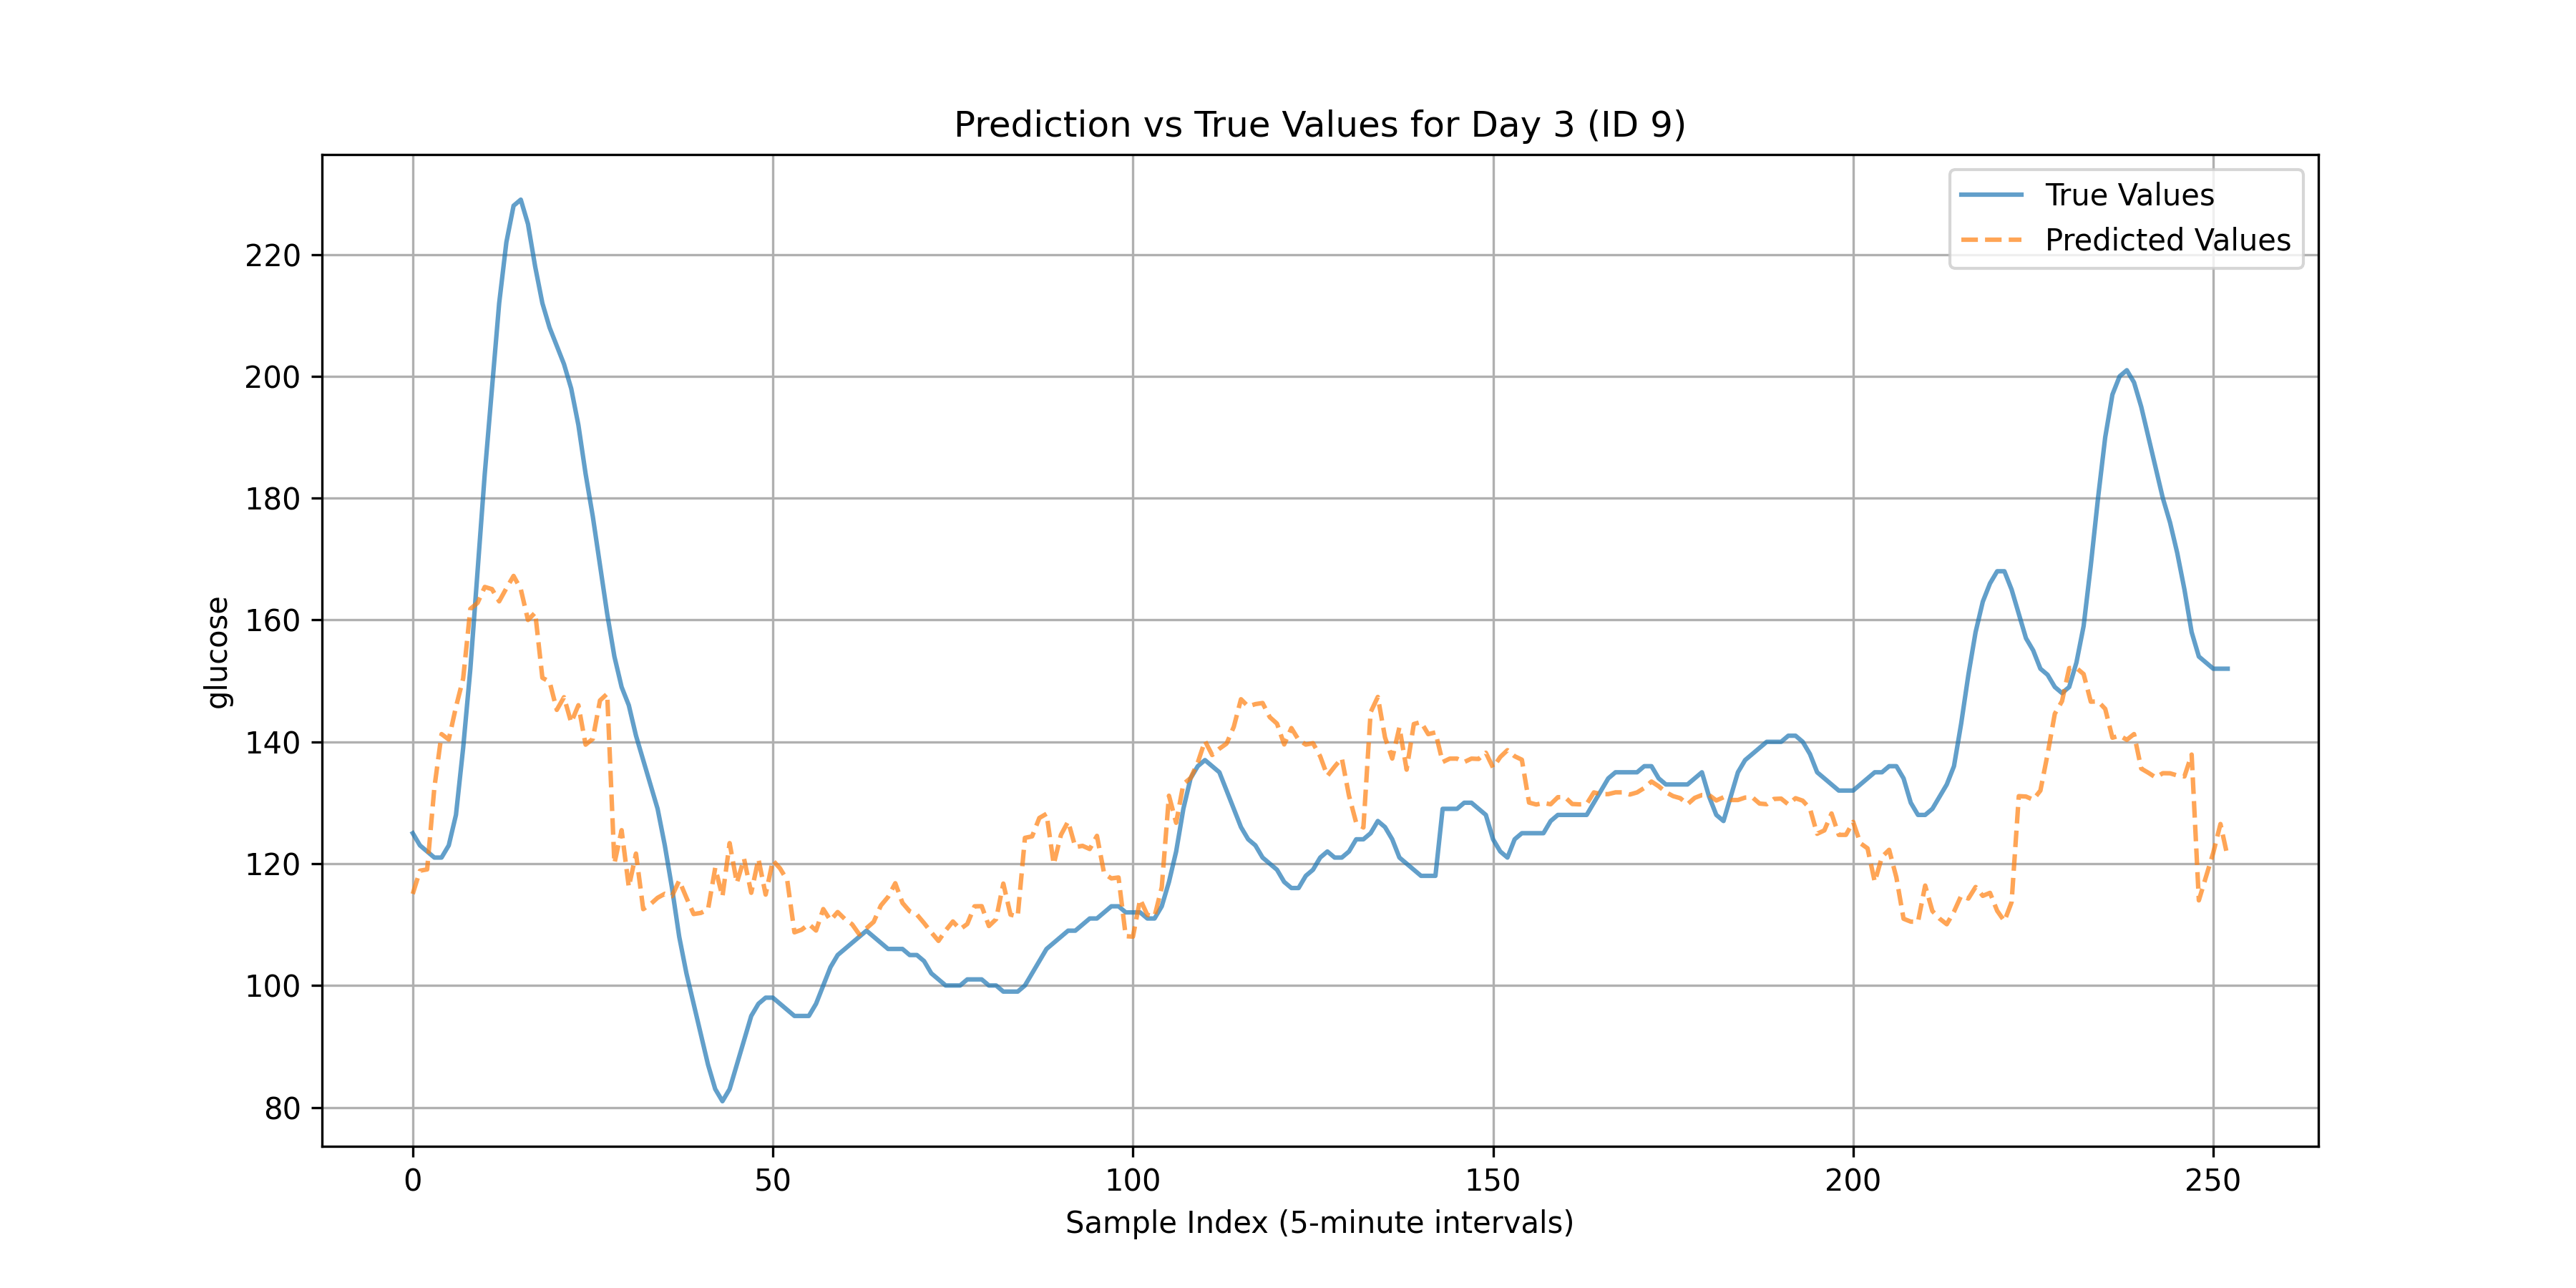 Prediction vs True Values for Day 3 (ID 9)
True Values
Predicted Values
glucose
220
200
180
160
140
120
100
80
0 50 100 150 200 250
Sample Index (5-minute intervals)